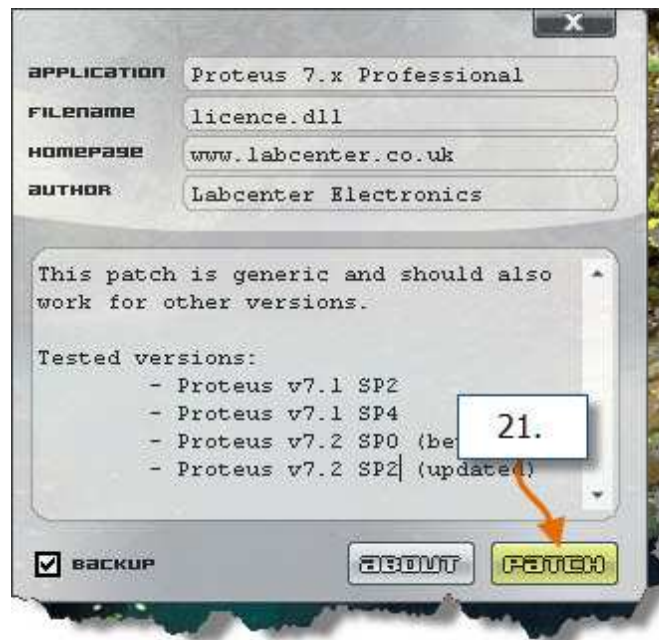 X
APPLICATION Proteus 7.x Professional
FILENAME licence.dll
HOMEPAGE www.labcenter.co.uk
AUTHOR Labcenter Electronics
This patch is generic and should also
work for other versions.
Tested versions:
- Proteus v7.1 SP2
- Proteus v7.1 SP4
- Proteus v7.2 SP0
- Proteus v7.2 SP2 (updated)
21.
BACKUP ABOUT PATCH